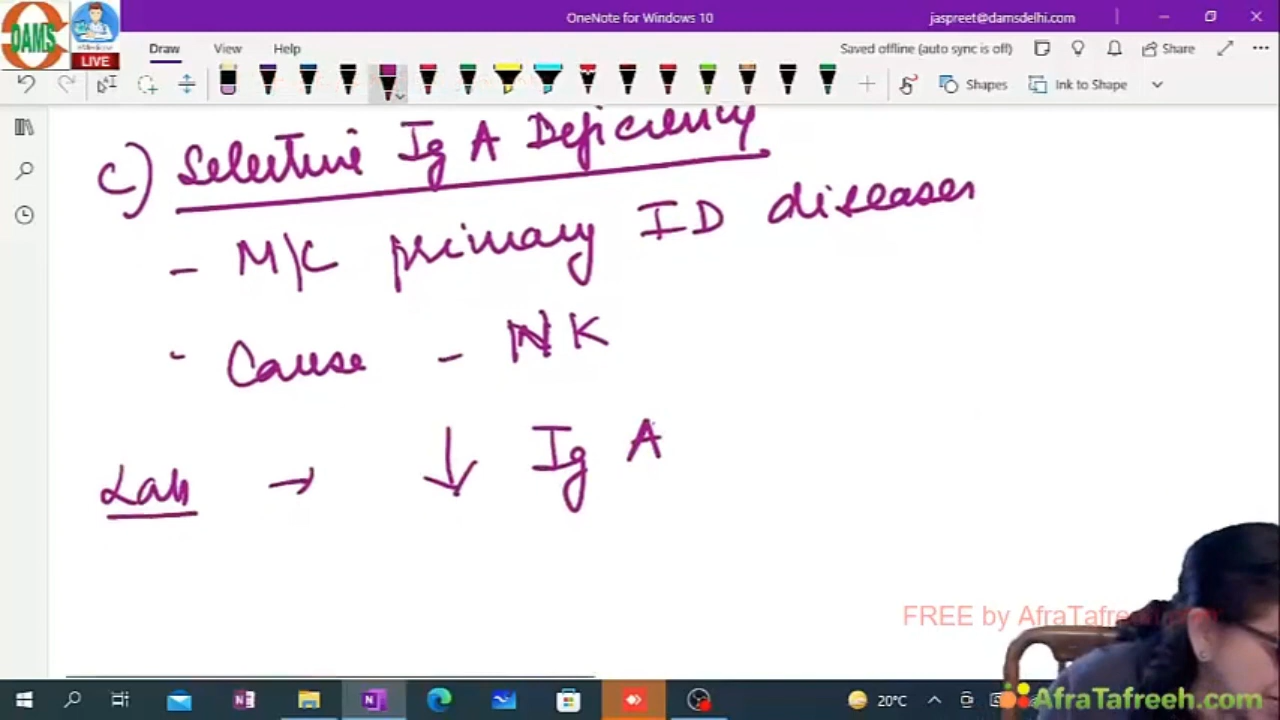 OneNote for Windows 10
jaspreet@damsdelhi.com
DAMS
eMedicoz
LIVE
Draw View Help
Saved offline (auto sync is off)
Share
Shapes
Ink to Shape
c) Selective Ig A Deficiency
- M/C primary ID diseases
- Cause - NK
Lab → ↓ Ig A
FREE by AfraTafreeh.com
20°C
AfraTafreeh.com